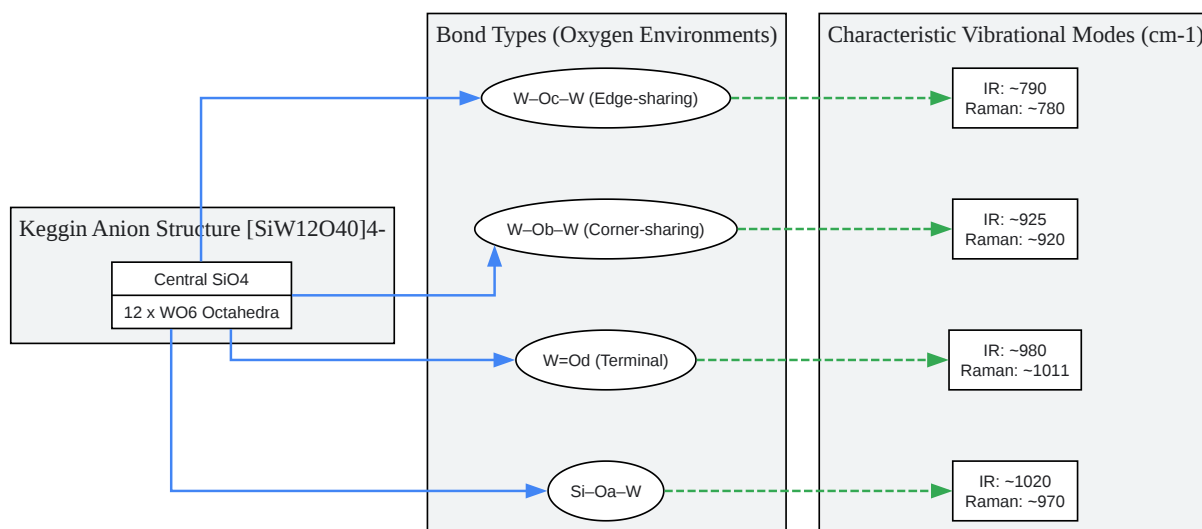 Bond Types (Oxygen Environments)
Characteristic Vibrational Modes (cm-1)
W–Oc–W (Edge-sharing)
IR: ~790
Raman: ~780
Keggin Anion Structure [SiW12O40]4-
W–Ob–W (Corner-sharing)
IR: ~925
Raman: ~920
Central SiO4
12 x WO6 Octahedra
W=Od (Terminal)
IR: ~980
Raman: ~1011
Si–Oa–W
IR: ~1020
Raman: ~970